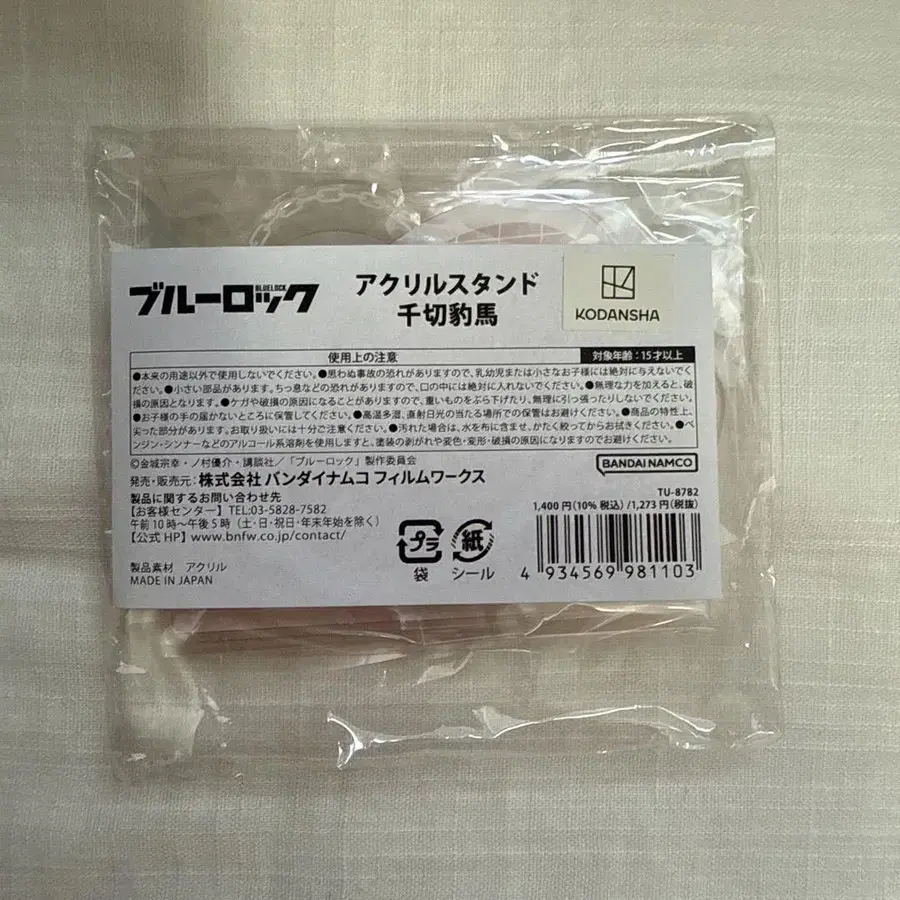 ブルーロック
BLUELOCK
アクリルスタンド
千切豹馬
KODANSHA
使用上の注意
対象年齢:15才以上
●本来の用途以外で使用しないでください。●思わぬ事故の恐れがありますので、乳幼児または小さなお子様には絶対に与えないでく
ださい。●小さい部品があります。ちっ息などの恐れがありますので、口の中には絶対に入れないでください。●無理な力を加えると、破
損の原因となります。●ケガや破損の原因になることがありますので、重いものをぶら下げたり、無理に引っ張ったりしないでください。
●お子様の手の届かないところに保管してください。●高温多湿、直射日光の当たる場所での保管はお避けください。●商品の特性上、
尖った部分があります。お取り扱いには十分ご注意ください。●汚れた場合は、水を布に含ませ、かたく絞ってからお拭きください。●ベ
ンジン・シンナーなどのアルコール系溶剤を使用しますと、塗装の剥がれや変色・変形・破損の原因になりますのでお避けください。
©金城宗幸・ノ村優介・講談社/「ブルーロック」製作委員会
BANDAI NAMCO
発売・販売元:株式会社 バンダイナムコ フィルムワークス
製品に関するお問い合わせ先
【お客様センター】TEL:03-5828-7582
午前10時~午後5時(土・日・祝日・年末年始を除く)
【公式HP】www.bnfw.co.jp/contact/
TU-8782
1,400円(10%税込)/1,273円(税抜)
プラ
袋
紙
シール
4 934569 981103
製品素材 アクリル
MADE IN JAPAN